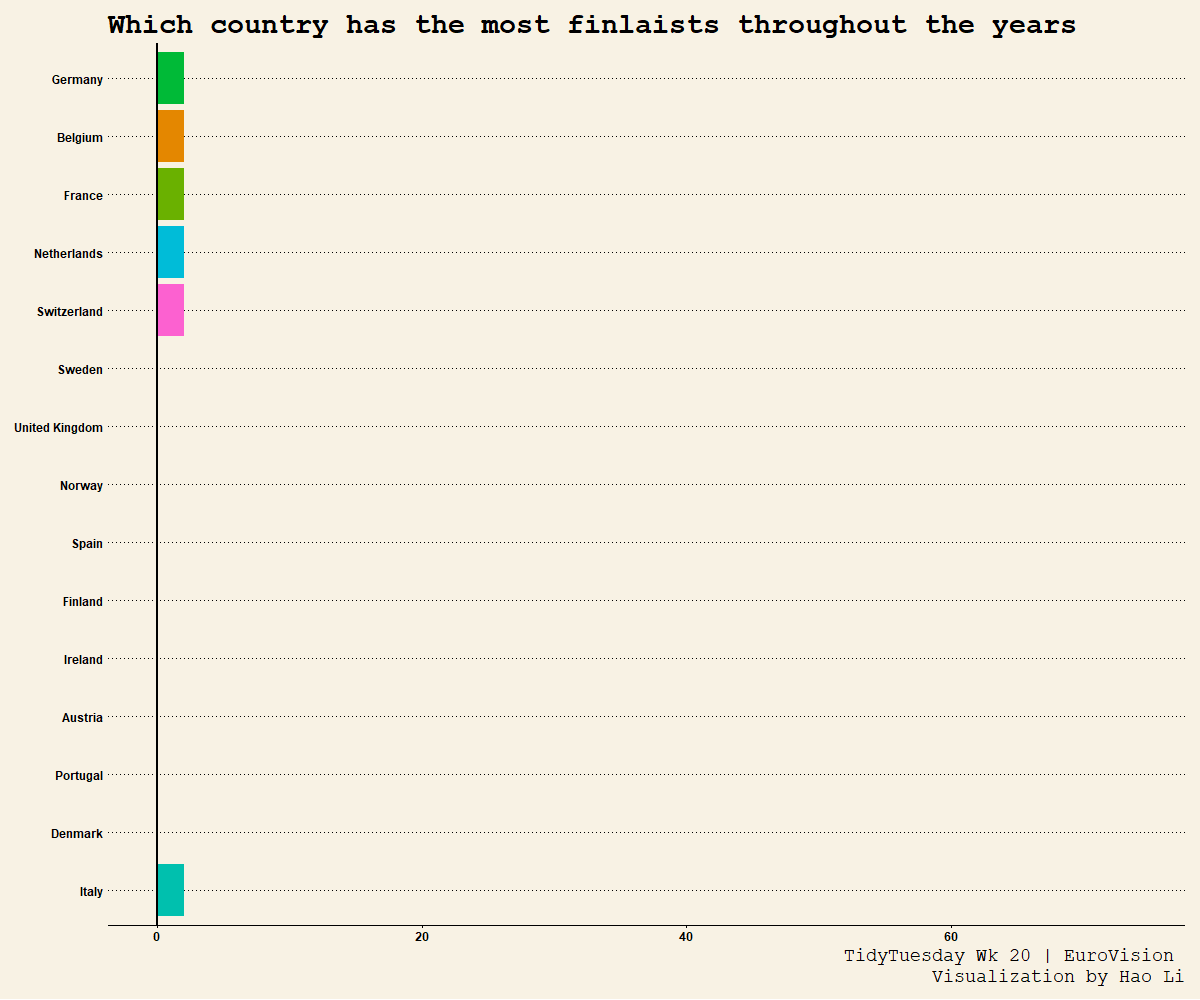 Which country has the most finlaists throughout the years
Germany
Belgium
France
Netherlands
Switzerland
Sweden
United Kingdom
Norway
Spain
Finland
Ireland
Austria
Portugal
Denmark
Italy
0 20 40 60
TidyTuesday Wk 20 | EuroVision
Visualization by Hao Li